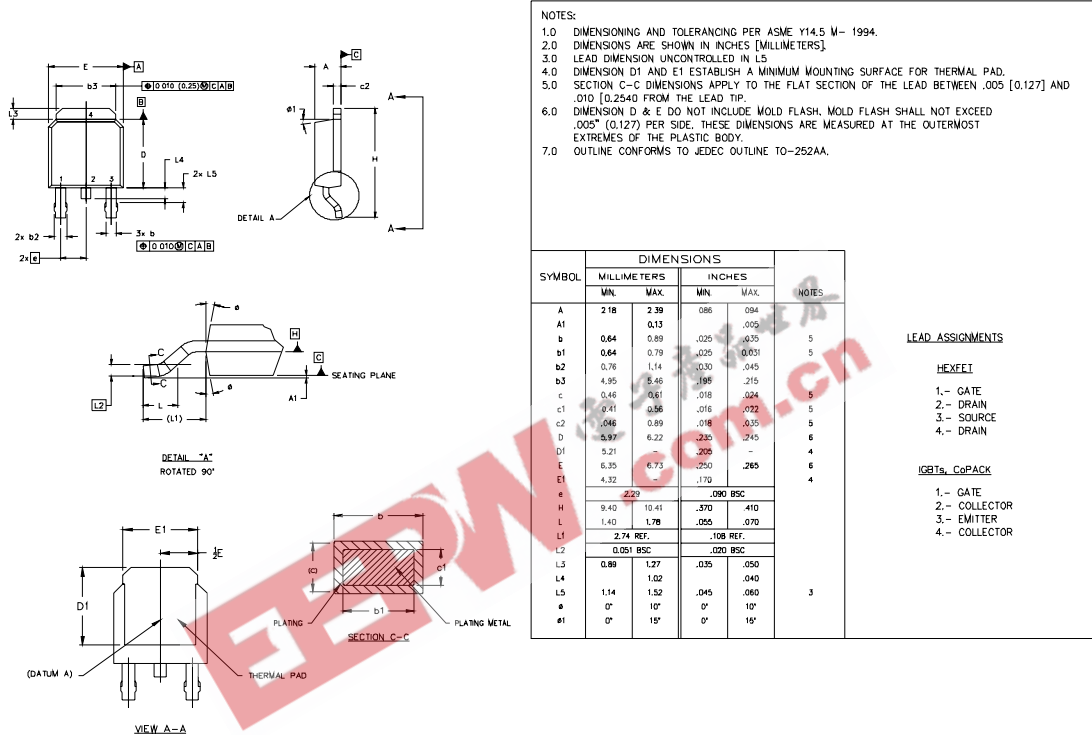 NOTES:
1.0 DIMENSIONING AND TOLERANCING PER ASME Y14.5 M- 1994.
2.0 DIMENSIONS ARE SHOWN IN INCHES [MILLIMETERS].
3.0 LEAD DIMENSION UNCONTROLLED IN L5
4.0 DIMENSION D1 AND E1 ESTABLISH A MINIMUM MOUNTING SURFACE FOR THERMAL PAD.
5.0 SECTION C-C DIMENSIONS APPLY TO THE FLAT SECTION OF THE LEAD BETWEEN .005 [0.127] AND
.010 [0.2540 FROM THE LEAD TIP.
6.0 DIMENSION D & E DO NOT INCLUDE MOLD FLASH. MOLD FLASH SHALL NOT EXCEED
.005" (0.127) PER SIDE. THESE DIMENSIONS ARE MEASURED AT THE OUTERMOST
EXTREMES OF THE PLASTIC BODY.
7.0 OUTLINE CONFORMS TO JEDEC OUTLINE TO-252AA.
E A
b3 ⌖ 0 010 (0.25) Ⓜ C A B
B
L3
4
D
L4
2x L5
1 2 3
2x b2
3x b
⌖ 0 010 Ⓜ C A B
2x e
C
A
c2
ø1
A
H
DETAIL A
A
ø
C
H
C
SEATING PLANE
C
L2
L
A1
ø
(L1)
DETAIL "A"
ROTATED 90°
E1
½E
D1
(DATUM A)
THERMAL PAD
VIEW A-A
b
(c)
c1
b1
PLATING
PLATING METAL
SECTION C-C
SYMBOL DIMENSIONS NOTES
MILLIMETERS INCHES
MIN. MAX. MIN. MAX.
A 2 18 2 39 086 094
A1 0.13 .005
b 0.64 0.89 .025 .035 5
b1 0.64 0.79 .025 0.031 5
b2 0.76 1.14 .030 .045
b3 4.95 5.46 .195 .215
c 0.46 0.61 .018 .024 5
c1 0.41 0.56 .016 .022 5
c2 .046 0.89 .018 .035 5
D 5.97 6.22 .235 .245 6
D1 5.21 - .205 - 4
E 6.35 6.73 .250 .265 6
E1 4.32 - .170 4
e 2.29 .090 BSC
H 9.40 10.41 .370 .410
L 1.40 1.78 .055 .070
L1 2.74 REF. .108 REF.
L2 0.051 BSC .020 BSC
L3 0.89 1.27 .035 .050
L4 1.02 .040
L5 1.14 1.52 .045 .060 3
ø 0° 10° 0° 10°
ø1 0° 15° 0° 15°
LEAD ASSIGNMENTS
HEXFET
1.- GATE
2.- DRAIN
3.- SOURCE
4.- DRAIN
IGBTs, CoPACK
1.- GATE
2.- COLLECTOR
3.- EMITTER
4.- COLLECTOR
EEPW.com.cn
電子產品世界